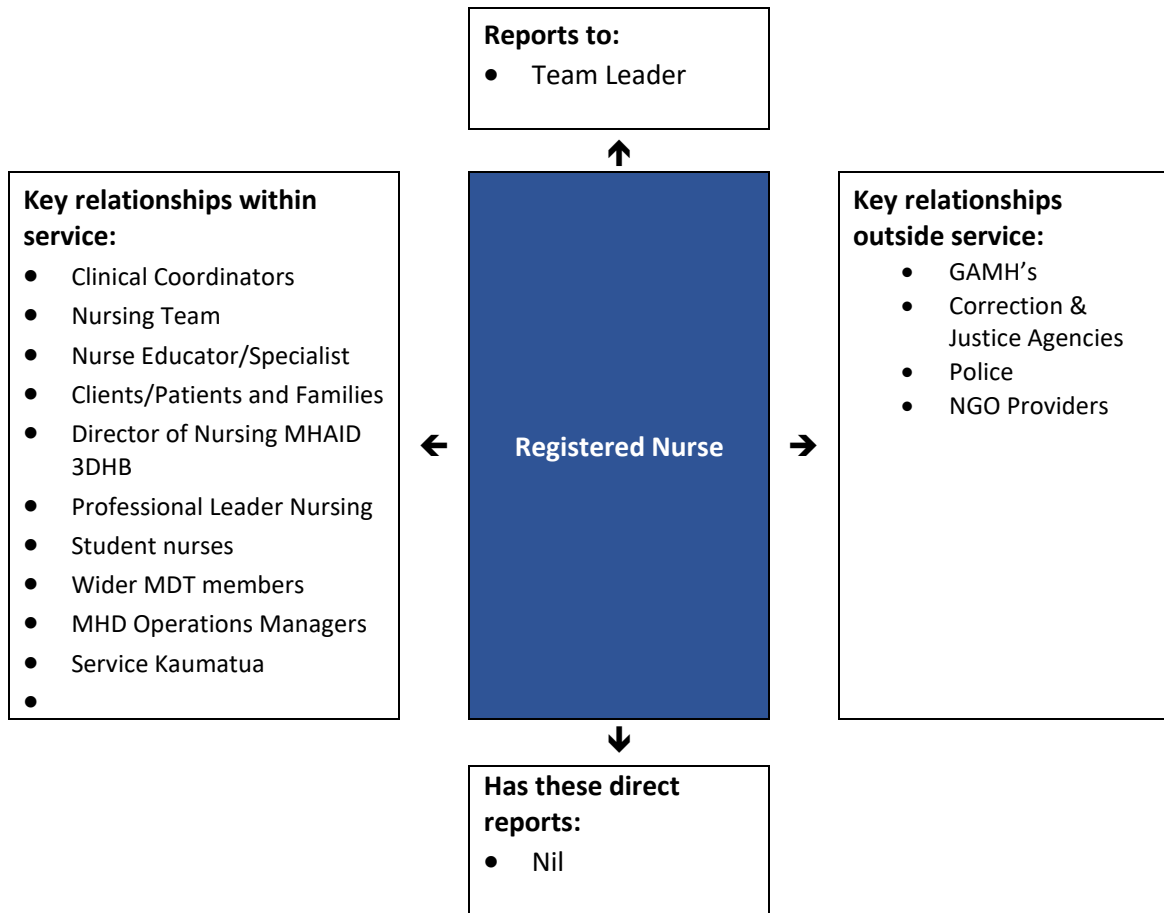 Reports to:
• Team Leader
Key relationships within
service:
• Clinical Coordinators
• Nursing Team
• Nurse Educator/Specialist
• Clients/Patients and Families
• Director of Nursing MHAID
3DHB
• Professional Leader Nursing
• Student nurses
• Wider MDT members
• MHD Operations Managers
• Service Kaumatua
•
Registered Nurse
Key relationships
outside service:
• GAMH’s
• Correction &
Justice Agencies
• Police
• NGO Providers
Has these direct
reports:
• Nil